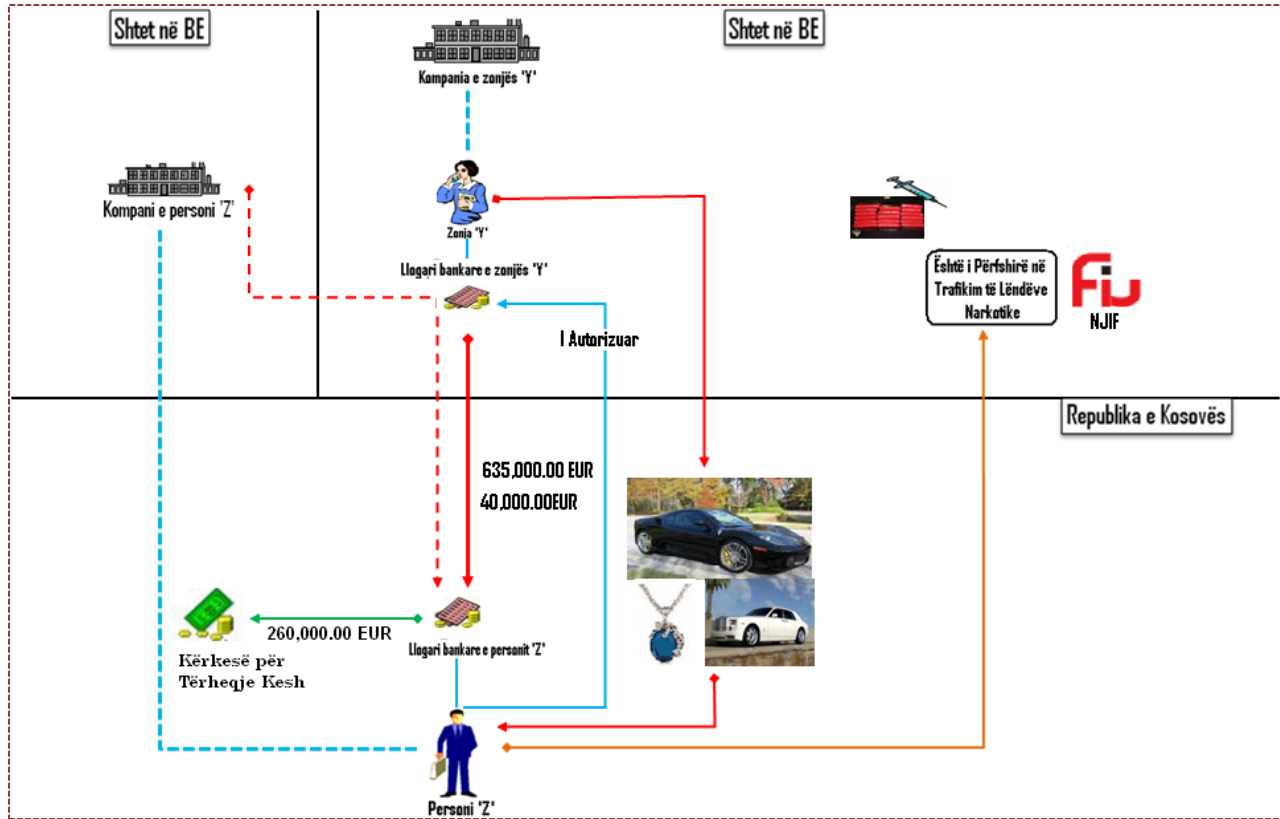 Shtet në BE
Shtet në BE
Kompania e zonjës 'Y'
Kompani e personi 'Z'
Zonja 'Y'
Llogari bankare e zonjës 'Y'
I Autorizuar
Është i Përfshirë në
Trafikim të Lëndëve
Narkotike
Fiu
NJIF
Republika e Kosovës
635,000.00 EUR
40,000.00EUR
260,000.00 EUR
Kërkesë për
Tërheqje Kesh
Llogari bankare e personit 'Z'
Personi 'Z'